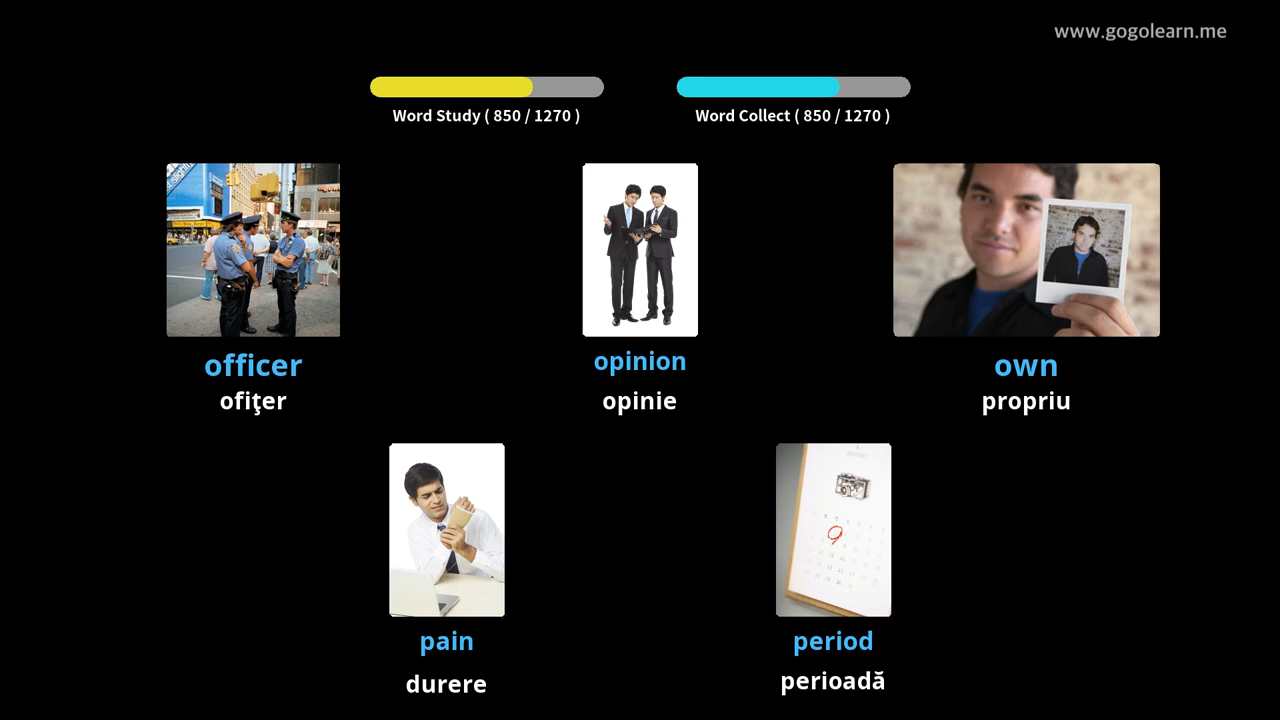 www.gogolearn.me
Word Study ( 850 / 1270 )
Word Collect ( 850 / 1270 )
officer
ofiţer
opinion
opinie
own
propriu
pain
durere
period
perioadă